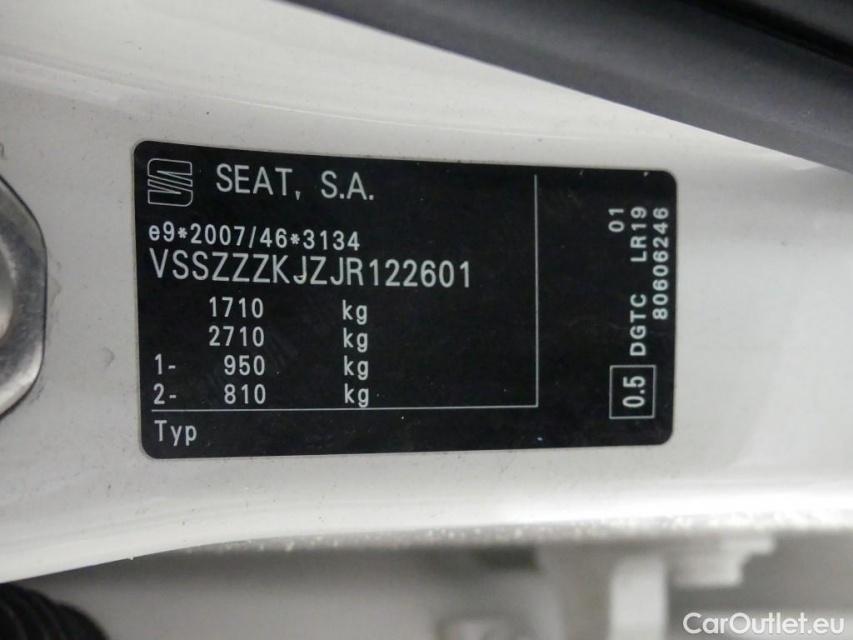 SEAT, S.A.
e9*2007/46*3134
VSSZZZKJZJR122601
1710 kg
2710 kg
1- 950 kg
2- 810 kg
Typ
0.5 DGTC LR19 01
80606246
CarOutlet.eu